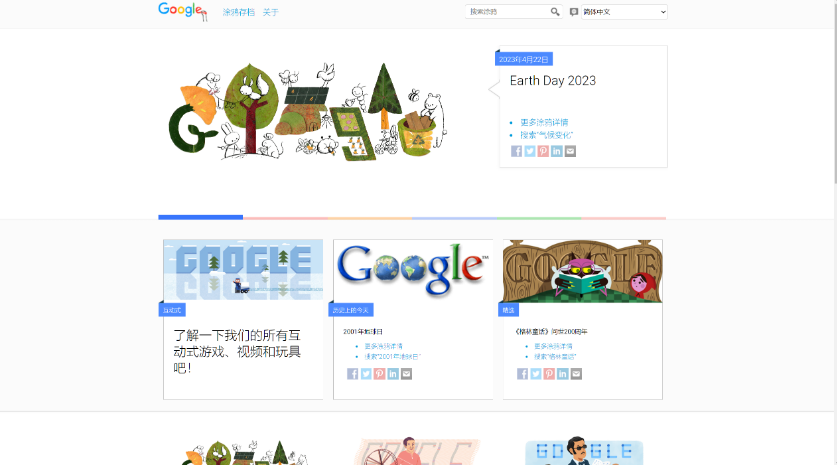 Google
涂鸦存档 关于
搜索涂鸦
简体中文
2023年4月22日
Earth Day 2023
更多涂鸦详情
搜索"气候变化"
GOOGLE
互动式
了解一下我们的所有互
动式游戏、视频和玩具
吧!
Google™
历史上的今天
2001年地球日
更多涂鸦详情
搜索"2001年地球日"
GOOGLE
精选
《格林童话》问世200周年
更多涂鸦详情
搜索"格林童话"
GOOGLE
GOOGLE